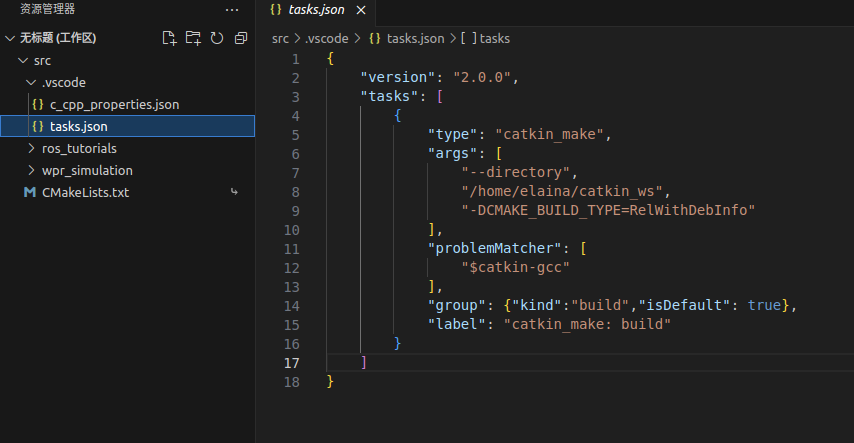 资源管理器
···
无标题 (工作区)
src
.vscode
{} c_cpp_properties.json
{} tasks.json
ros_tutorials
wpr_simulation
M CMakeLists.txt
{} tasks.json ×
src > .vscode > {} tasks.json > [ ] tasks
1 {
2 "version": "2.0.0",
3 "tasks": [
4 {
5 "type": "catkin_make",
6 "args": [
7 "--directory",
8 "/home/elaina/catkin_ws",
9 "-DCMAKE_BUILD_TYPE=RelWithDebInfo"
10 ],
11 "problemMatcher": [
12 "$catkin-gcc"
13 ],
14 "group": {"kind":"build","isDefault": true},
15 "label": "catkin_make: build"
16 }
17 ]
18 }